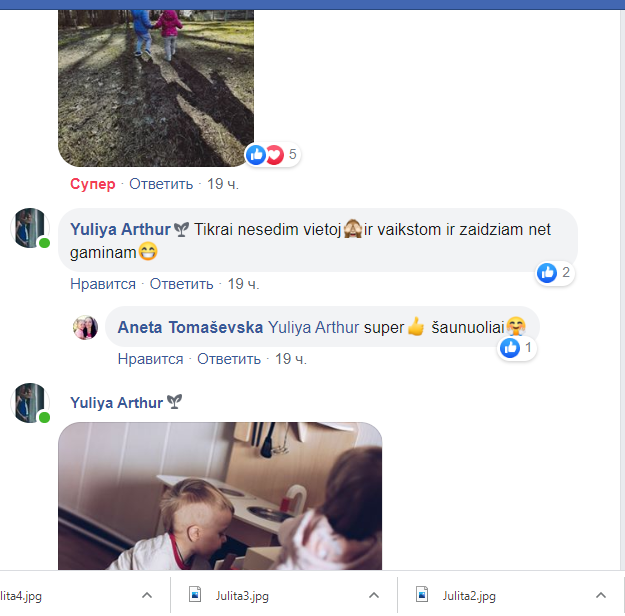 5
Супер · Ответить · 19 ч.
Yuliya Arthur Tikrai nesedim vietoj🙈ir vaikstom ir zaidziam net
gaminam😁
2
Нравится · Ответить · 19 ч.
Aneta Tomaševska Yuliya Arthur super👍 šaunuoliai🤗
1
Нравится · Ответить · 19 ч.
Yuliya Arthur
lita4.jpg
Julita3.jpg
Julita2.jpg